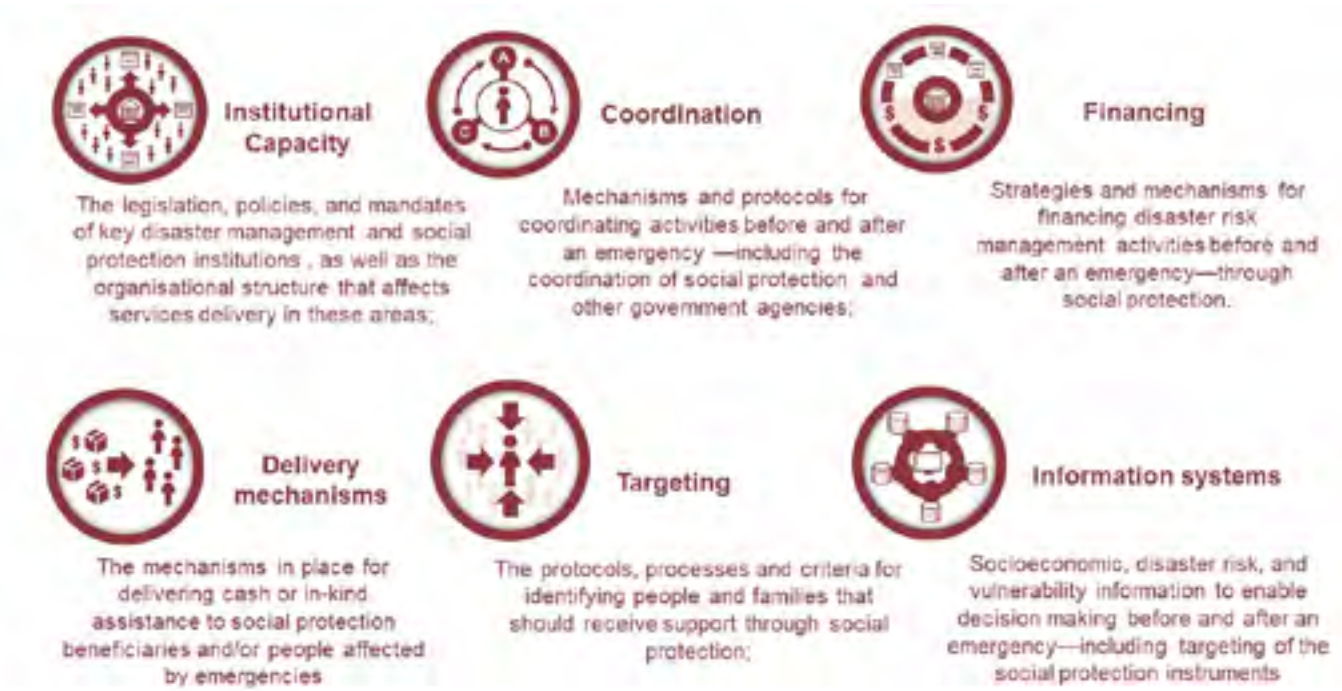 Institutional
Capacity
The legislation, policies, and mandates
of key disaster management and social
protection institutions , as well as the
organisational structure that affects
services delivery in these areas;
Coordination
Mechanisms and protocols for
coordinating activities before and after
an emergency —including the
coordination of social protection and
other government agencies;
Financing
Strategies and mechanisms for
financing disaster risk
management activities before and
after an emergency—through
social protection.
Delivery
mechanisms
The mechanisms in place for
delivering cash or in-kind
assistance to social protection
beneficiaries and/or people affected
by emergencies
Targeting
The protocols, processes and criteria for
identifying people and families that
should receive support through social
protection;
Information systems
Socioeconomic, disaster risk, and
vulnerability information to enable
decision making before and after an
emergency—including targeting of the
social protection instruments
A
C
B
$
$
$
$
$
$